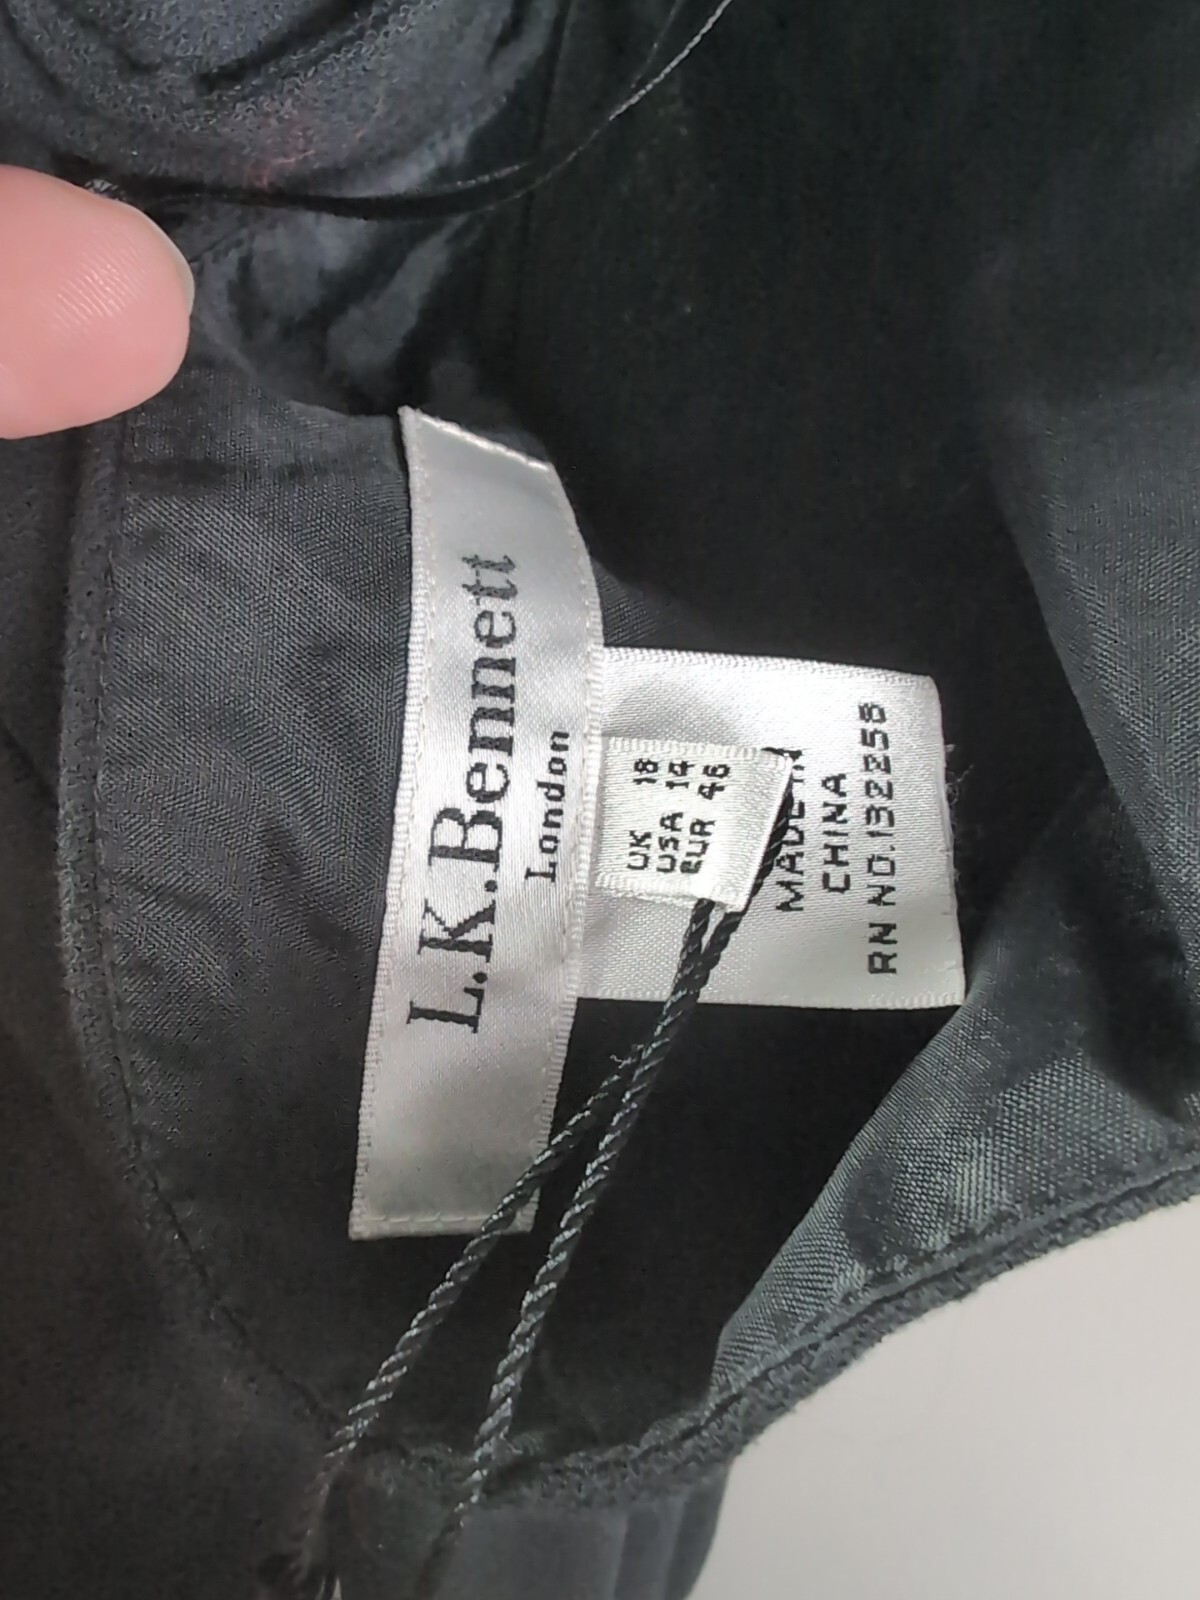 L.K.Bennett
London
UK 18
USA 14
EUR 46
MADE IN
CHINA
RN NO.132258